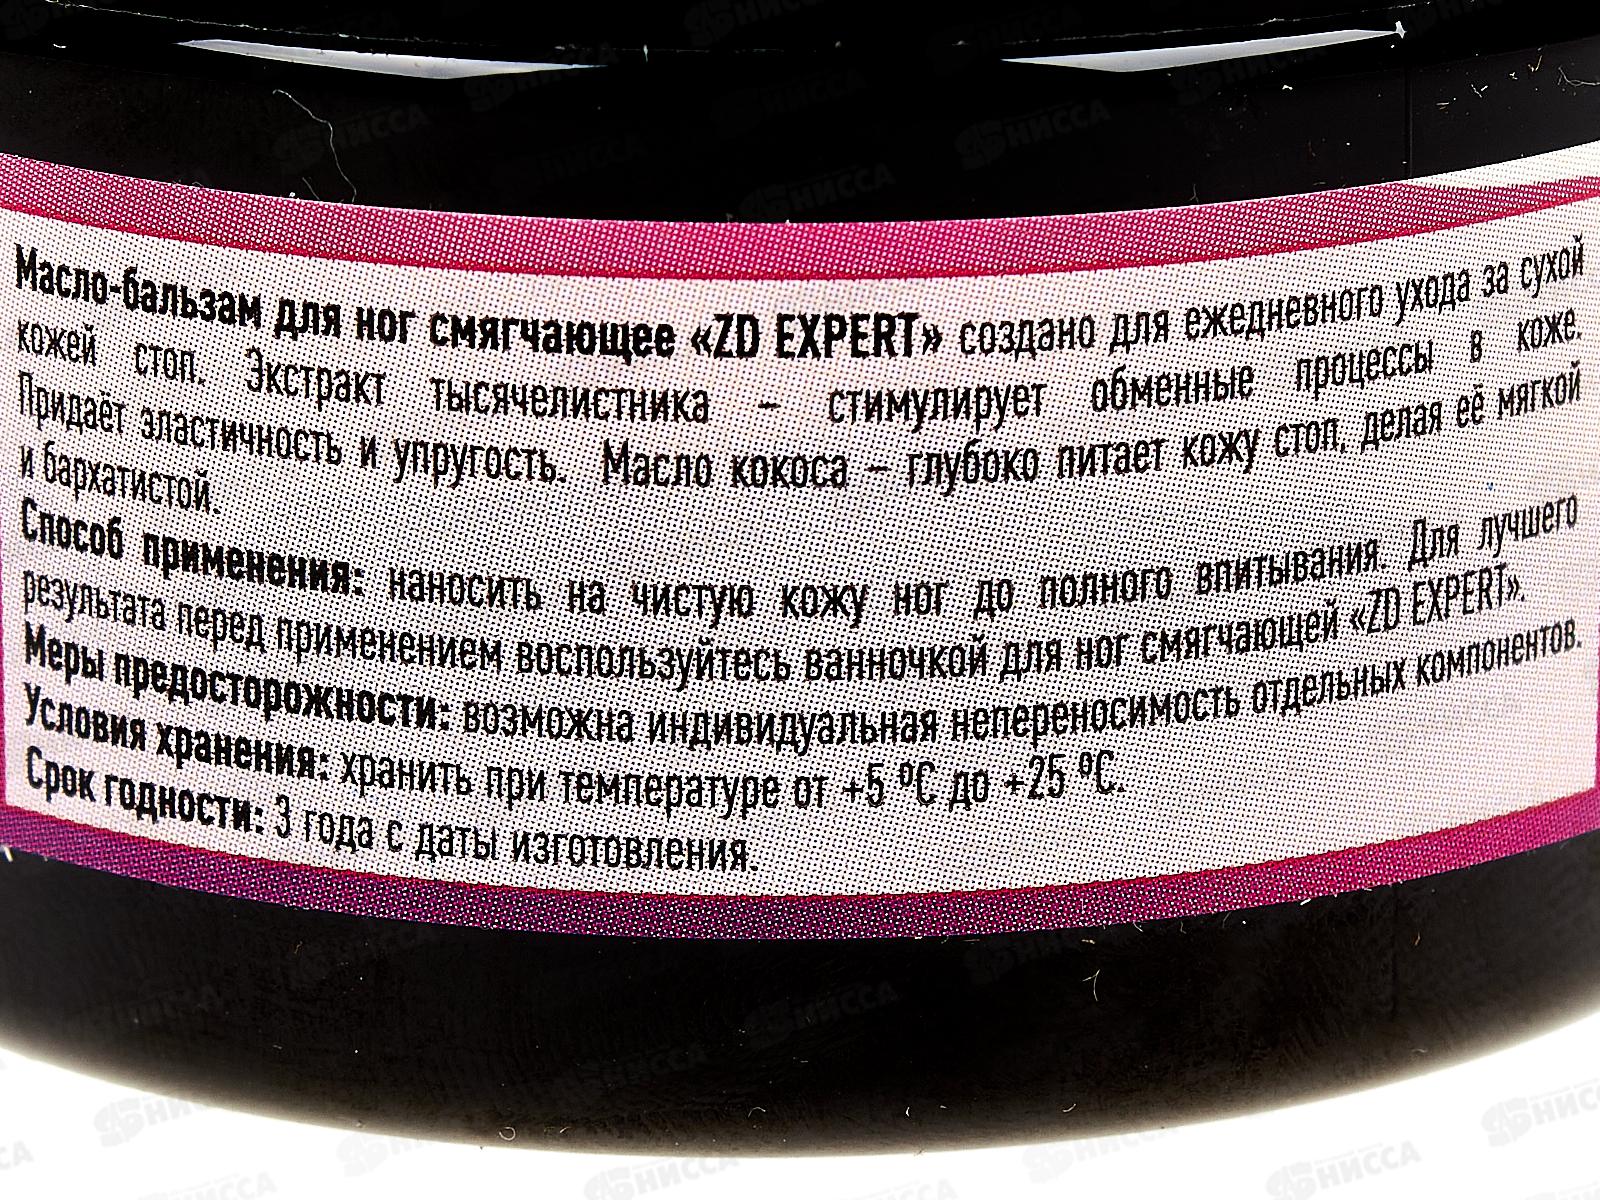 Масло-бальзам для ног смягчающее «ZD EXPERT» создано для ежедневного ухода за сухой
кожей стоп. Экстракт тысячелистника – стимулирует обменные процессы в коже.
Придаёт эластичность и упругость. Масло кокоса – глубоко питает кожу стоп, делая её мягкой
и бархатистой.
Способ применения: наносить на чистую кожу ног до полного впитывания. Для лучшего
результата перед применением воспользуйтесь ванночкой для ног смягчающей «ZD EXPERT».
Меры предосторожности: возможна индивидуальная непереносимость отдельных компонентов.
Условия хранения: хранить при температуре от +5 ºС до +25 ºС.
Срок годности: 3 года с даты изготовления.